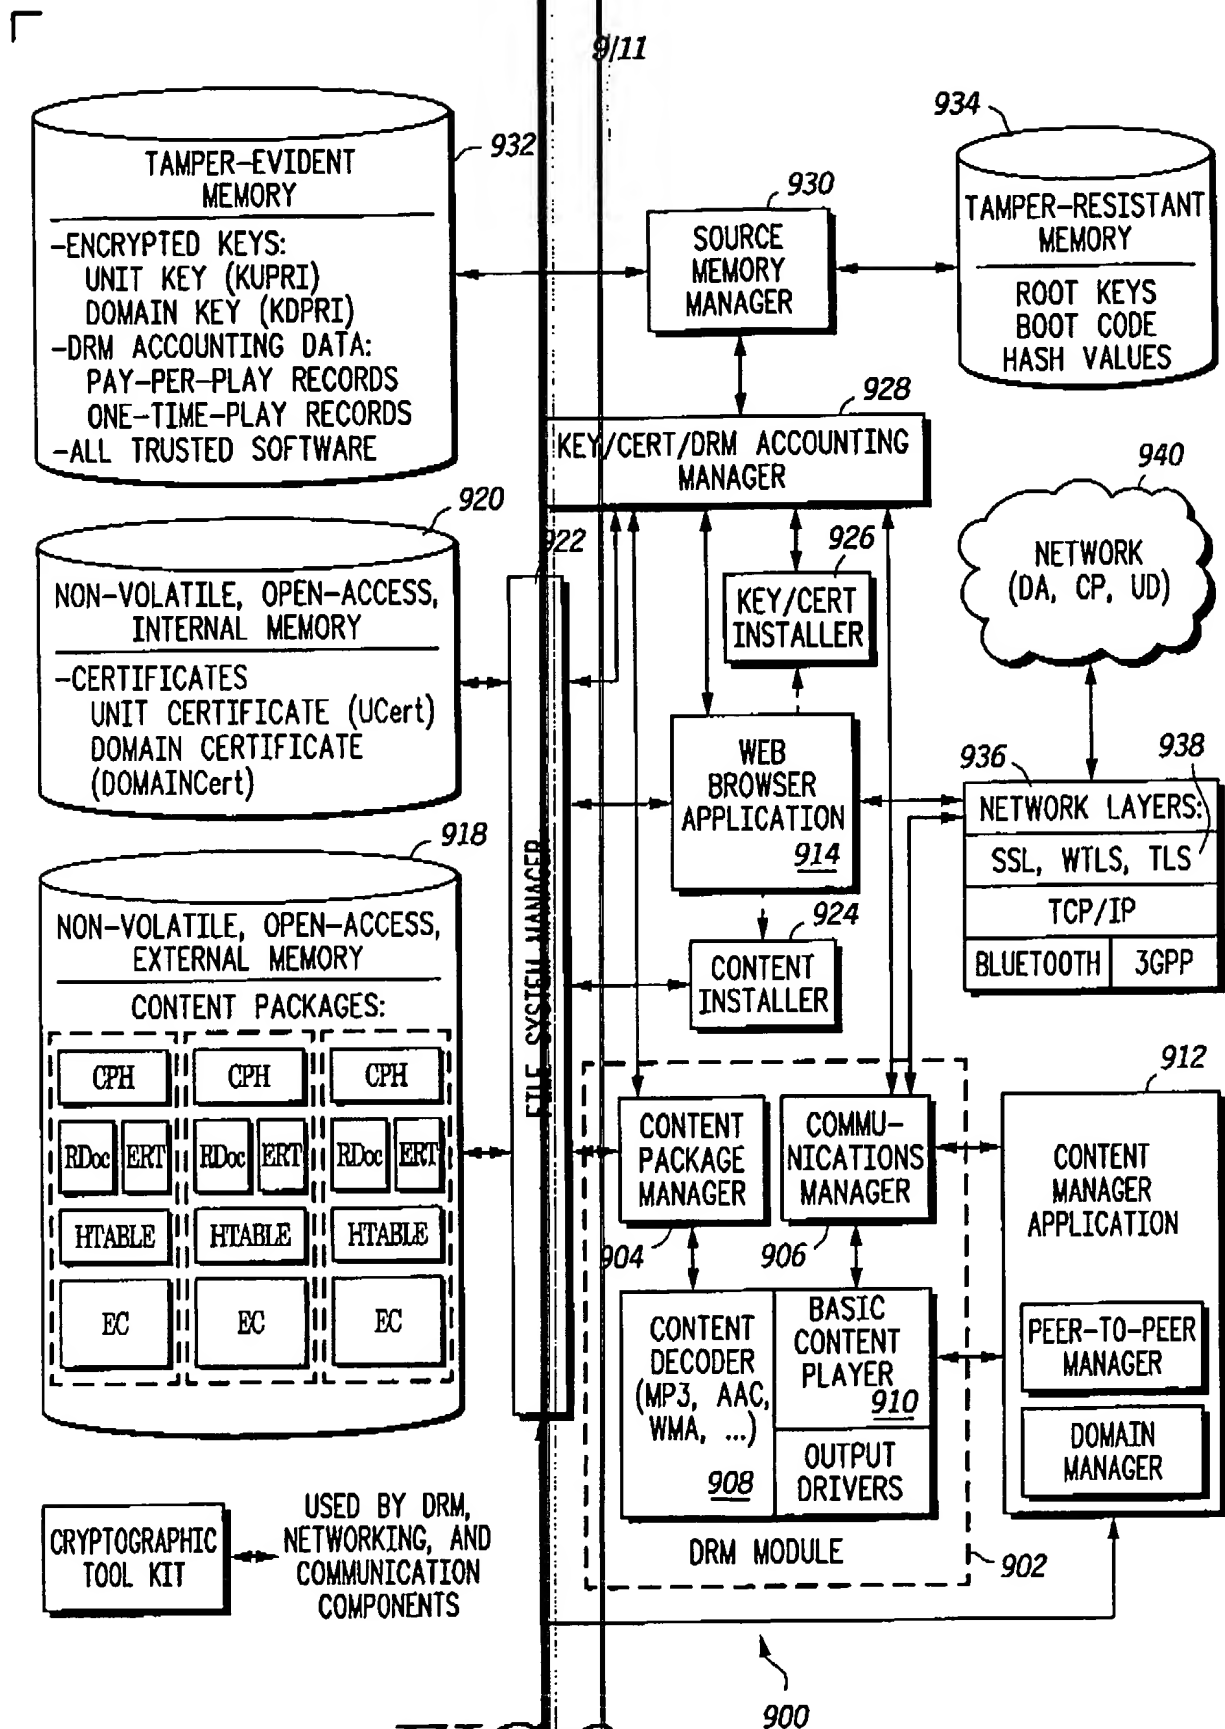 9/11
932
TAMPER-EVIDENT
MEMORY
-ENCRYPTED KEYS:
UNIT KEY (KUPRI)
DOMAIN KEY (KDPRI)
-DRM ACCOUNTING DATA:
PAY-PER-PLAY RECORDS
ONE-TIME-PLAY RECORDS
-ALL TRUSTED SOFTWARE
930
SOURCE
MEMORY
MANAGER
934
TAMPER-RESISTANT
MEMORY
ROOT KEYS
BOOT CODE
HASH VALUES
928
KEY/CERT/DRM ACCOUNTING
MANAGER
920
NON-VOLATILE, OPEN-ACCESS,
INTERNAL MEMORY
-CERTIFICATES
UNIT CERTIFICATE (UCert)
DOMAIN CERTIFICATE
(DOMAINCert)
922
FILE SYSTEM MANAGER
926
KEY/CERT
INSTALLER
940
NETWORK
(DA, CP, UD)
WEB
BROWSER
APPLICATION
914
936
938
NETWORK LAYERS:
SSL, WTLS, TLS
TCP/IP
BLUETOOTH
3GPP
918
NON-VOLATILE, OPEN-ACCESS,
EXTERNAL MEMORY
CONTENT PACKAGES:
CPH
CPH
CPH
RDoc
ERT
RDoc
ERT
RDoc
ERT
HTABLE
HTABLE
HTABLE
EC
EC
EC
924
CONTENT
INSTALLER
CONTENT
PACKAGE
MANAGER
904
COMMU-
NICATIONS
MANAGER
906
912
CONTENT
MANAGER
APPLICATION
PEER-TO-PEER
MANAGER
DOMAIN
MANAGER
CONTENT
DECODER
(MP3, AAC,
WMA, ...)
908
BASIC
CONTENT
PLAYER
910
OUTPUT
DRIVERS
DRM MODULE
902
CRYPTOGRAPHIC
TOOL KIT
USED BY DRM,
NETWORKING, AND
COMMUNICATION
COMPONENTS
900